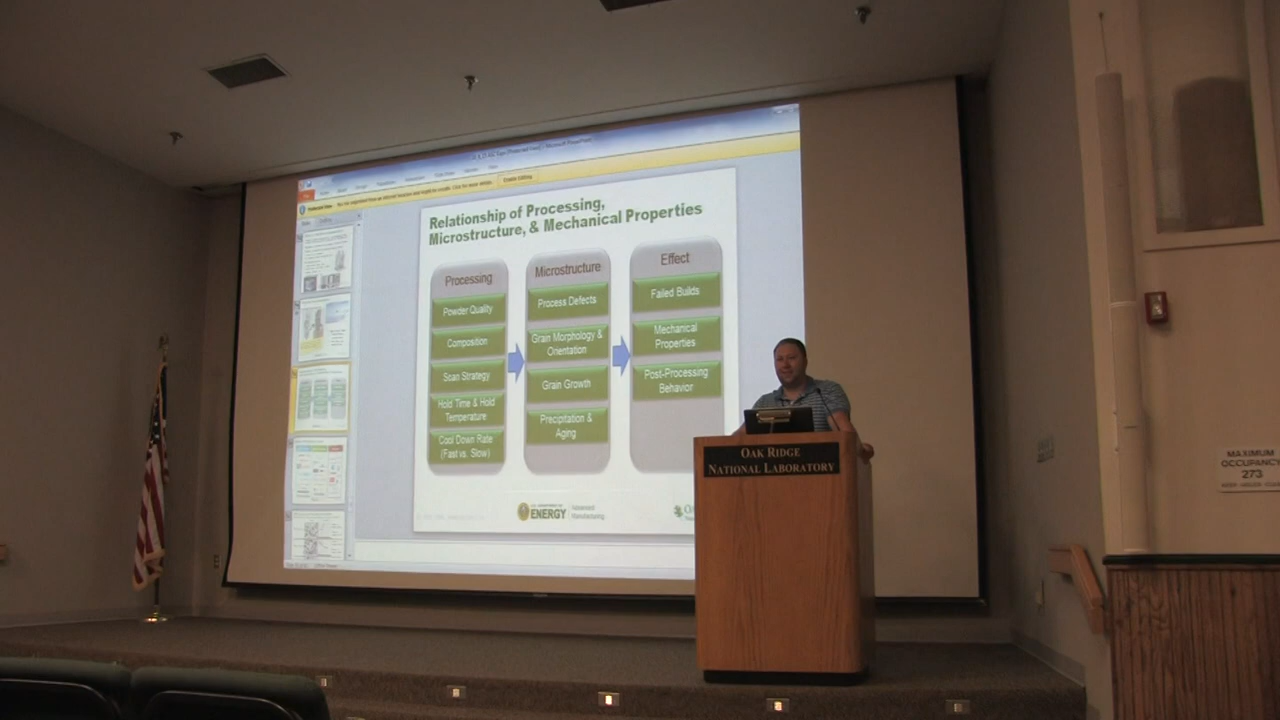 Enable Editing
Relationship of Processing,
Microstructure, & Mechanical Properties
Processing
Powder Quality
Composition
Scan Strategy
Hold Time & Hold
Temperature
Cool Down Rate
(Fast vs. Slow)
Microstructure
Process Defects
Grain Morphology &
Orientation
Grain Growth
Precipitation &
Aging
Effect
Failed Builds
Mechanical
Properties
Post-Processing
Behavior
ENERGY
Advanced
Manufacturing
OAK RIDGE
NATIONAL LABORATORY
MAXIMUM
OCCUPANCY
273